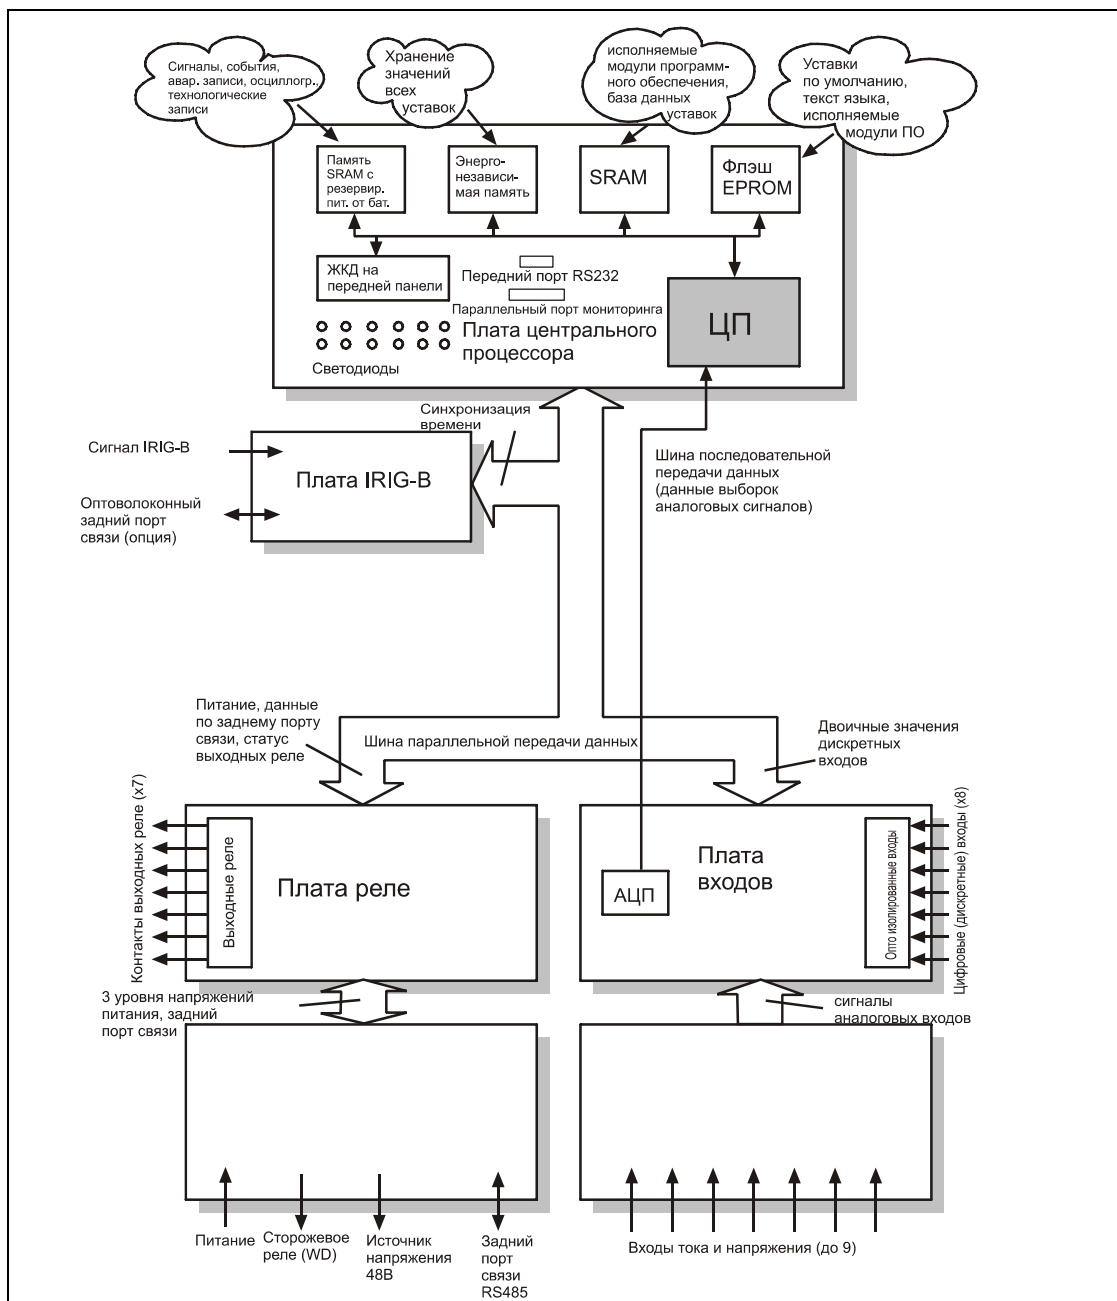 Сигналы, события,
авар. записи, осциллогр.,
технологические
записи
Хранение
значений
всех
уставок
исполняемые
модули программ-
ного обеспечения,
база данных
уставок
Уставки
по умолчанию,
текст языка,
исполняемые
модули ПО
Память
SRAM с
резервир.
пит. от бат.
Энерго-
независи-
мая память
SRAM
Флэш
EPROM
ЖКД на
передней панели
Передний порт RS232
Параллельный порт мониторинга
Плата центрального
процессора
ЦП
Светодиоды
Синхронизация
времени
Сигнал IRIG-B
Плата IRIG-B
Оптоволоконный
задний порт
связи (опция)
Шина последовательной
передачи данных
(данные выборок
аналоговых сигналов)
Питание, данные
по заднему порту
связи, статус
выходных реле
Шина параллельной передачи данных
Двоичные значения
дискретных
входов
Контакты выходных реле (x7)
Выходные реле
Плата реле
Плата
входов
АЦП
Опто изолированные входы
Цифровые (дискретные) входы (x8)
3 уровня напряжений
питания, задний
порт связи
сигналы
аналоговых входов
Питание
Сторожевое
реле (WD)
Источник
напряжения
48В
Задний
порт
связи
RS485
Входы тока и напряжения (до 9)